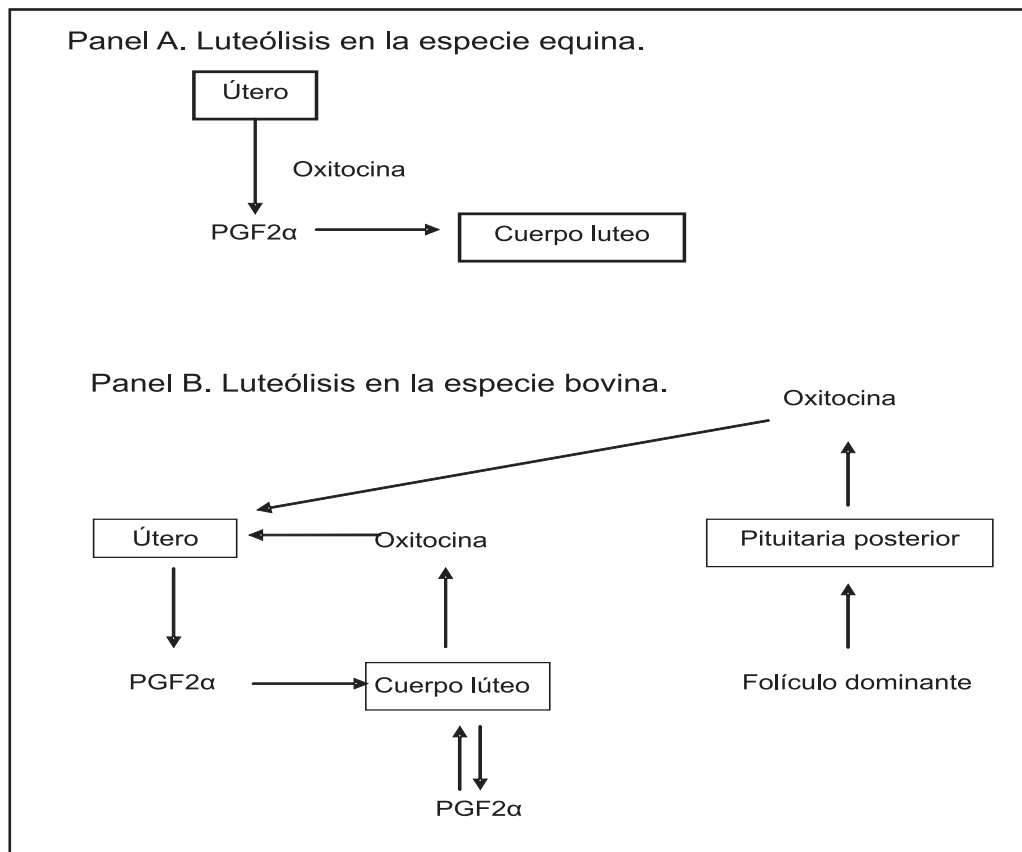 Panel A. Luteólisis en la especie equina.
Útero
Oxitocina
PGF2α
Cuerpo luteo
Panel B. Luteólisis en la especie bovina.
Oxitocina
Útero
Oxitocina
Pituitaria posterior
PGF2α
Cuerpo lúteo
Folículo dominante
PGF2α